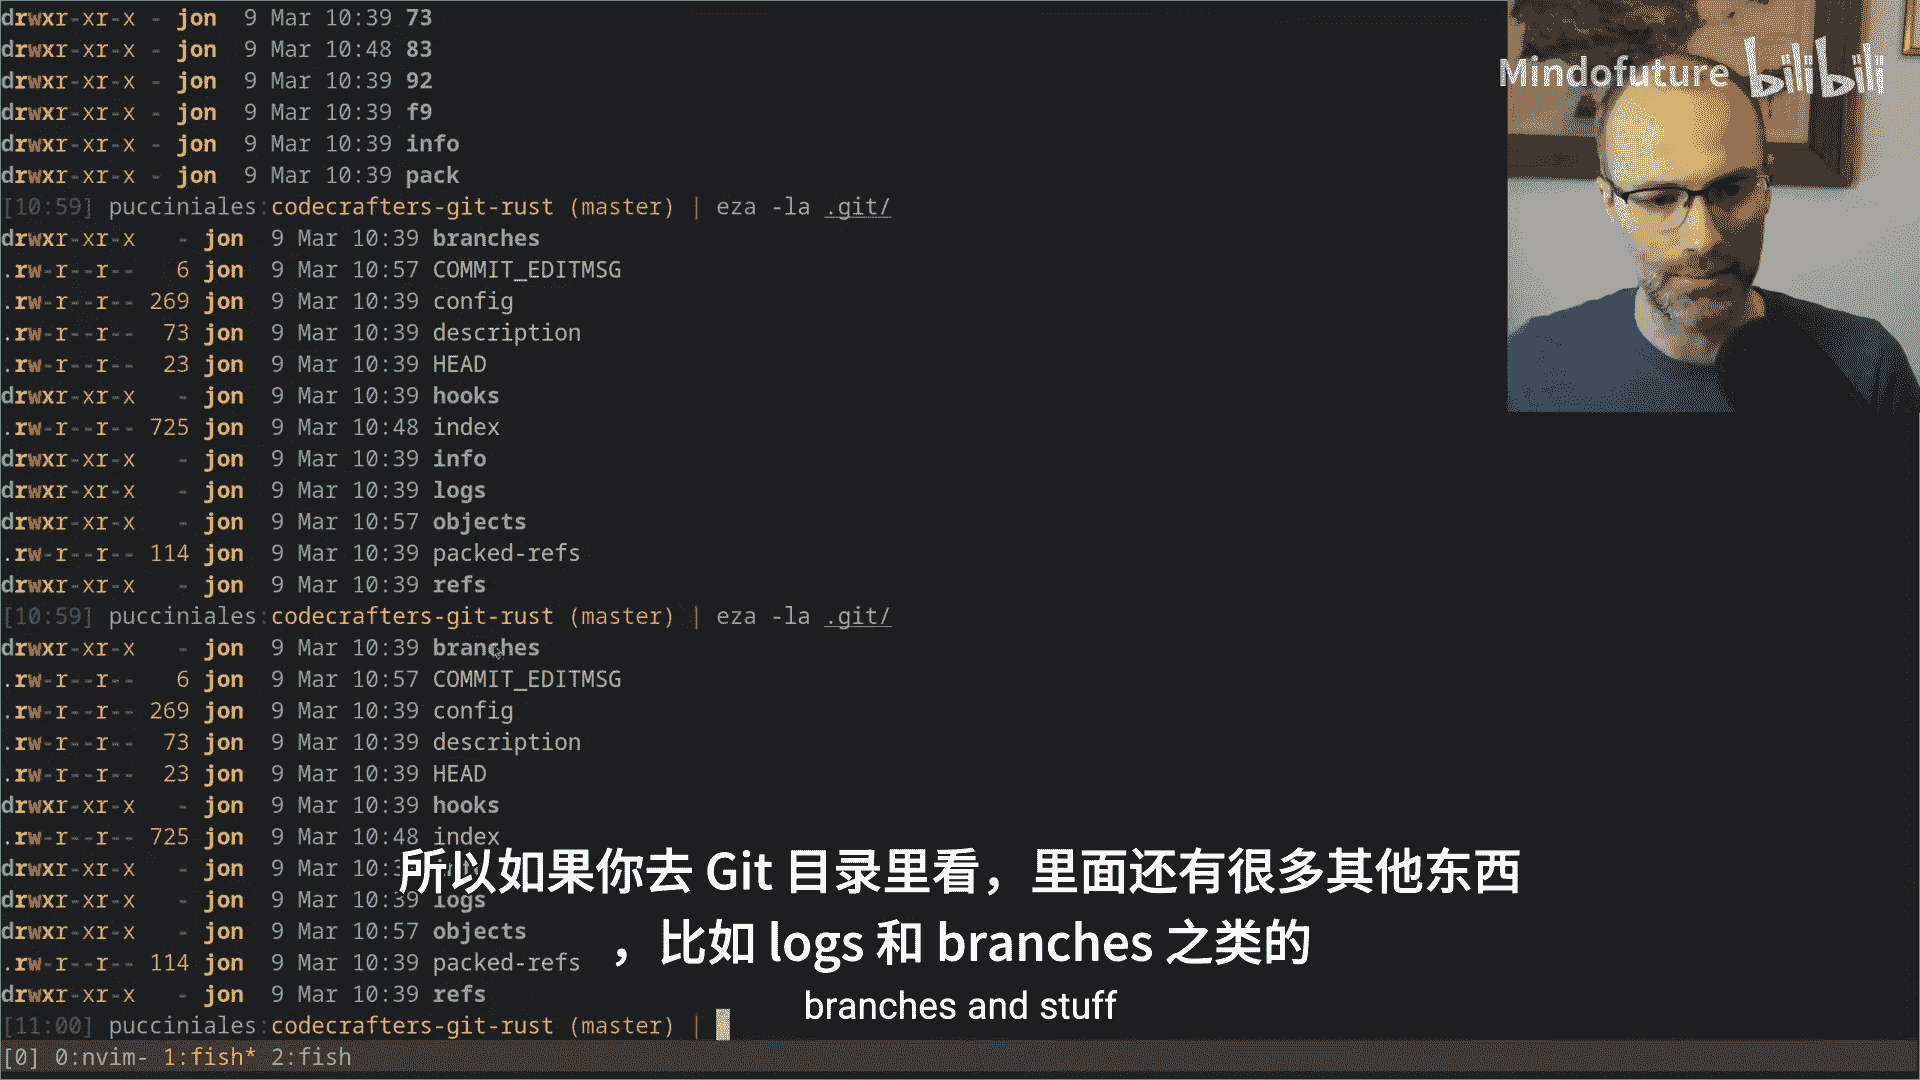 drwxr-xr-x - jon 9 Mar 10:39 73
drwxr-xr-x - jon 9 Mar 10:48 83
drwxr-xr-x - jon 9 Mar 10:39 92
drwxr-xr-x - jon 9 Mar 10:39 f9
drwxr-xr-x - jon 9 Mar 10:39 info
drwxr-xr-x - jon 9 Mar 10:39 pack
Mindofuture bilibili
[10:59] pucciniales:codecrafters-git-rust (master) | eza -la .git/
drwxr-xr-x - jon 9 Mar 10:39 branches
.rw-r--r-- 6 jon 9 Mar 10:57 COMMIT_EDITMSG
.rw-r--r-- 269 jon 9 Mar 10:39 config
.rw-r--r-- 73 jon 9 Mar 10:39 description
.rw-r--r-- 23 jon 9 Mar 10:39 HEAD
drwxr-xr-x - jon 9 Mar 10:39 hooks
.rw-r--r-- 725 jon 9 Mar 10:48 index
drwxr-xr-x - jon 9 Mar 10:39 info
drwxr-xr-x - jon 9 Mar 10:39 logs
drwxr-xr-x - jon 9 Mar 10:57 objects
.rw-r--r-- 114 jon 9 Mar 10:39 packed-refs
drwxr-xr-x - jon 9 Mar 10:39 refs
[10:59] pucciniales:codecrafters-git-rust (master) | eza -la .git/
drwxr-xr-x - jon 9 Mar 10:39 branches
.rw-r--r-- 6 jon 9 Mar 10:57 COMMIT_EDITMSG
.rw-r--r-- 269 jon 9 Mar 10:39 config
.rw-r--r-- 73 jon 9 Mar 10:39 description
.rw-r--r-- 23 jon 9 Mar 10:39 HEAD
drwxr-xr-x - jon 9 Mar 10:39 hooks
.rw-r--r-- 725 jon 9 Mar 10:48 index
drwxr-xr-x - jon 9 Mar
drwxr-xr-x - jon 9 Mar 10:39 logs
drwxr-xr-x - jon 9 Mar 10:57 objects
.rw-r--r-- 114 jon 9 Mar 10:39 packed-refs
drwxr-xr-x - jon 9 Mar 10:39 refs
[11:00] pucciniales:codecrafters-git-rust (master) |
所以如果你去 Git 目录里看，里面还有很多其他东西
，比如 logs 和 branches 之类的
branches and stuff
[0] 0:nvim- 1:fish* 2:fish